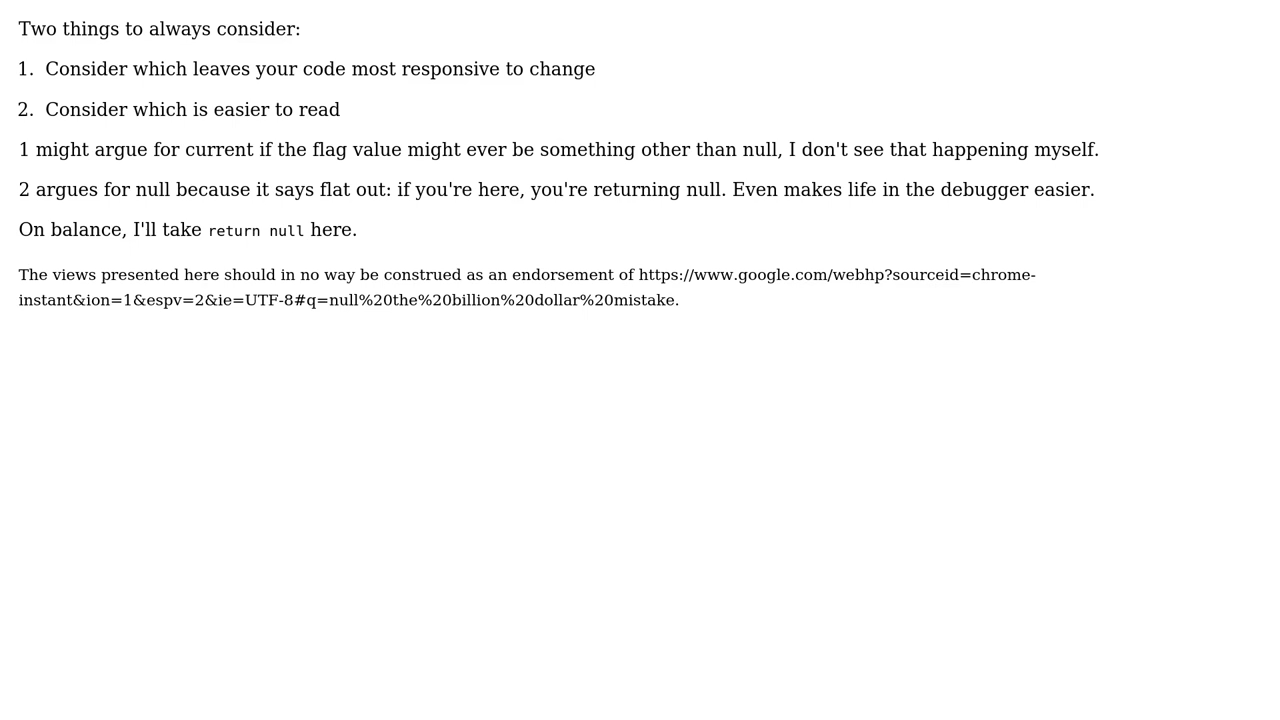 Two things to always consider:
1. Consider which leaves your code most responsive to change
2. Consider which is easier to read
1 might argue for current if the flag value might ever be something other than null, I don't see that happening myself.
2 argues for null because it says flat out: if you're here, you're returning null. Even makes life in the debugger easier.
On balance, I'll take return null here.
The views presented here should in no way be construed as an endorsement of https://www.google.com/webhp?sourceid=chrome-
instant&ion=1&espv=2&ie=UTF-8#q=null%20the%20billion%20dollar%20mistake.